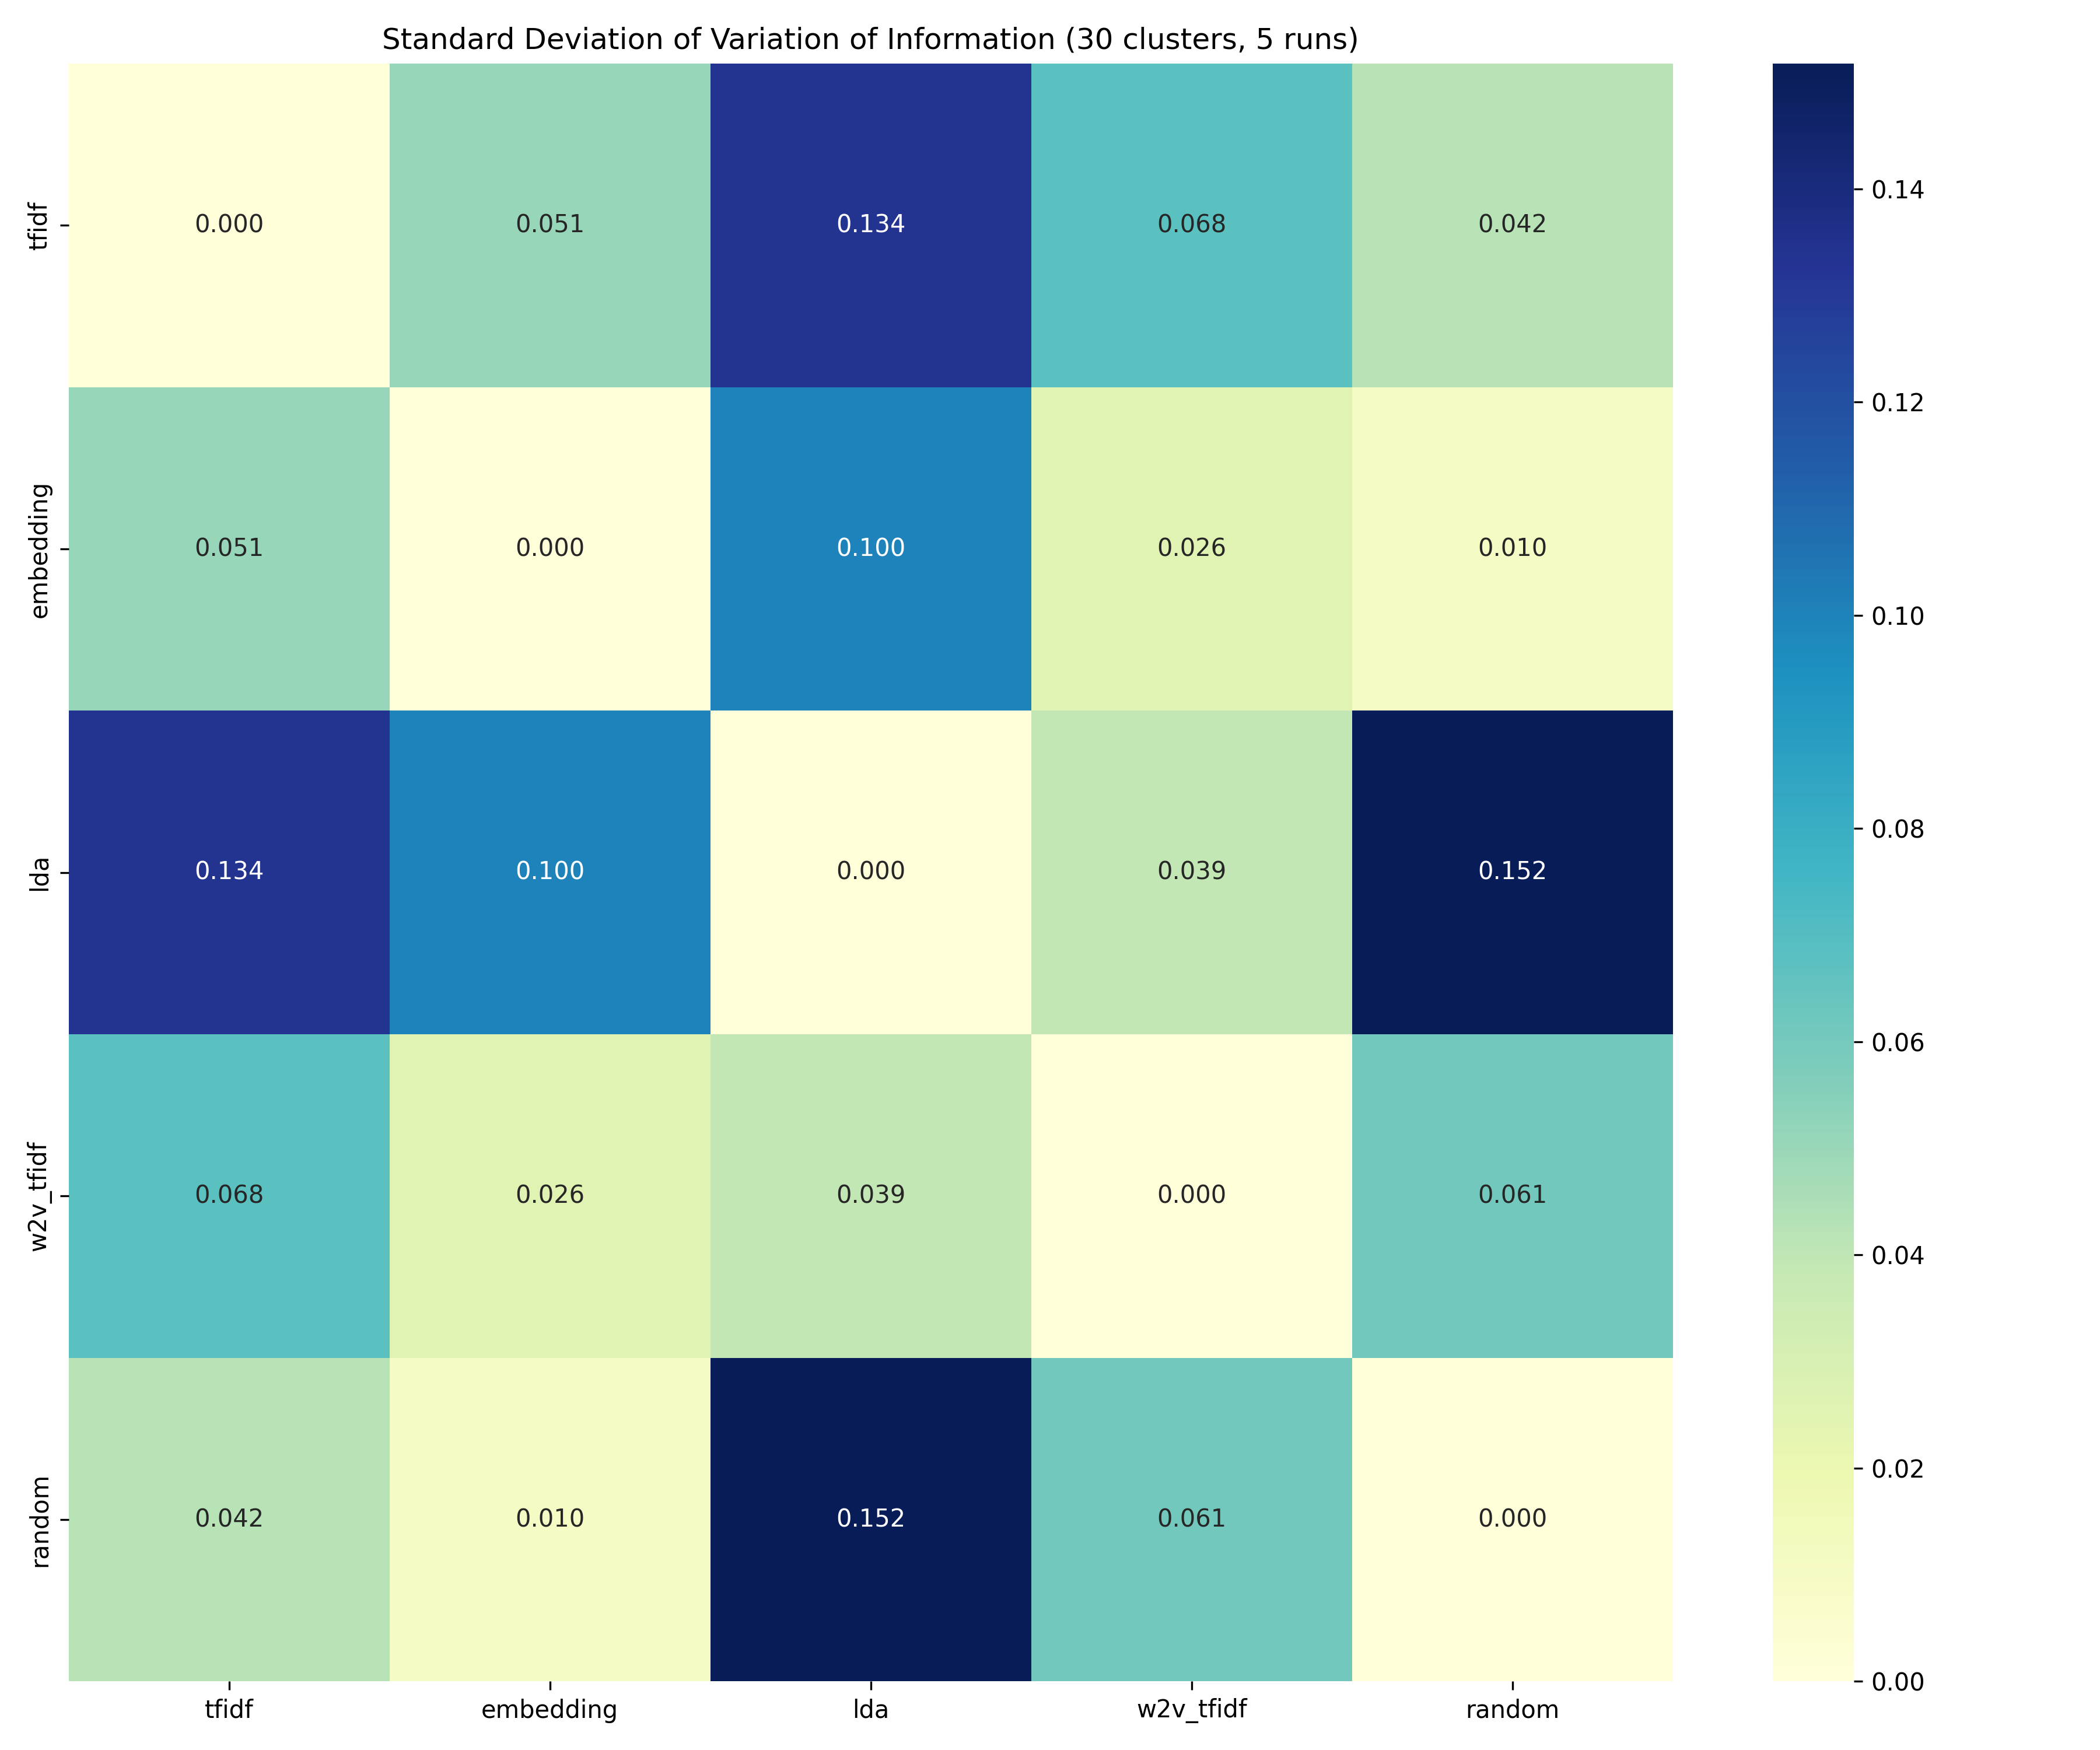 Standard Deviation of Variation of Information (30 clusters, 5 runs)
tfidf 0.000 0.051 0.134 0.068 0.042
embedding 0.051 0.000 0.100 0.026 0.010
lda 0.134 0.100 0.000 0.039 0.152
w2v_tfidf 0.068 0.026 0.039 0.000 0.061
random 0.042 0.010 0.152 0.061 0.000
tfidf embedding lda w2v_tfidf random
0.14
0.12
0.10
0.08
0.06
0.04
0.02
0.00